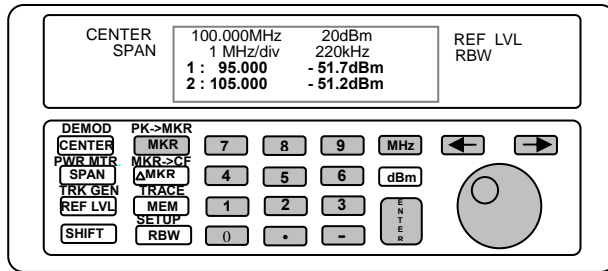 CENTER 100.000MHz 20dBm REF LVL
SPAN 1 MHz/div 220kHz RBW
1 : 95.000 - 51.7dBm
2 : 105.000 - 51.2dBm
DEMOD PK->MKR
CENTER MKR 7 8 9 MHz
PWR MTR MKR->CF
SPAN ΔMKR 4 5 6 dBm
TRK GEN TRACE
REF LVL MEM 1 2 3 ENTER
SETUP
SHIFT RBW 0 • -